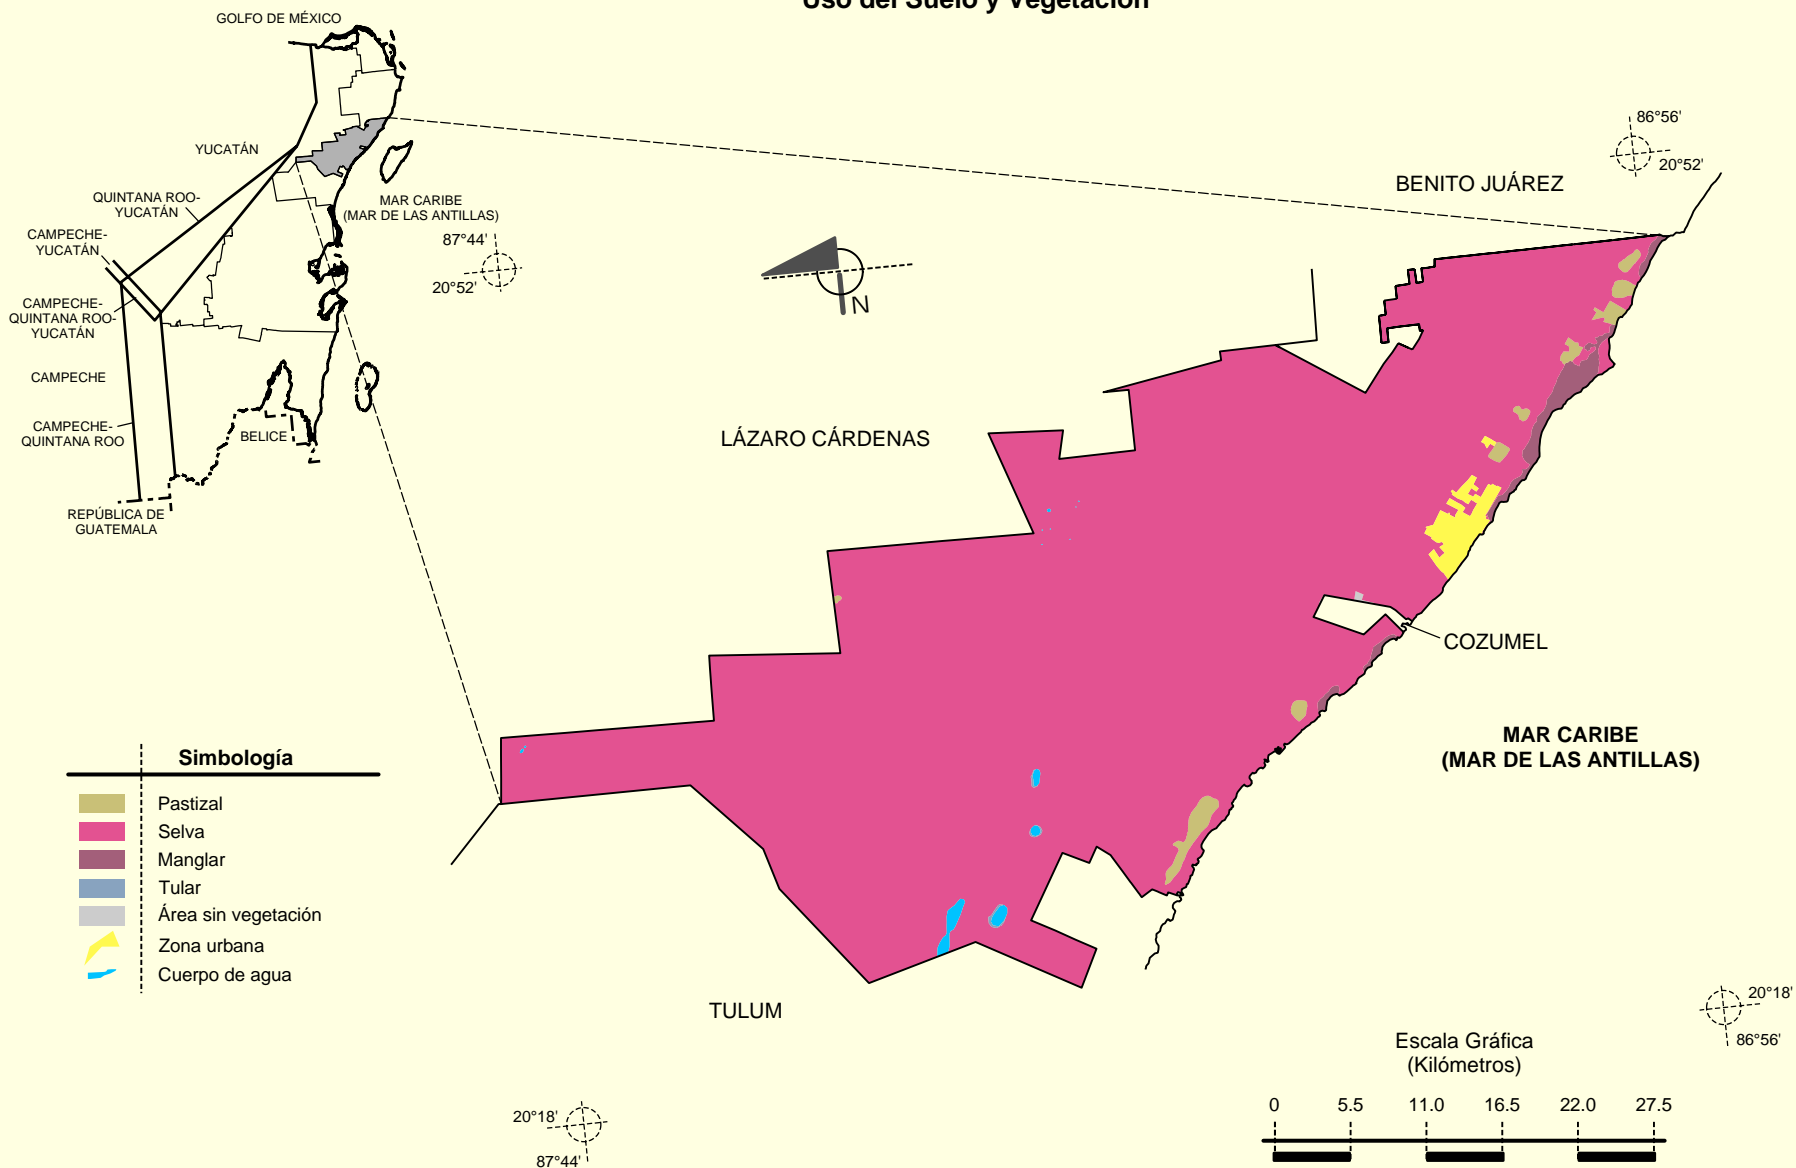 Uso del Suelo y Vegetación
GOLFO DE MÉXICO
YUCATÁN
QUINTANA ROO-
YUCATÁN
CAMPECHE-
YUCATÁN
CAMPECHE-
QUINTANA ROO-
YUCATÁN
CAMPECHE
CAMPECHE-
QUINTANA ROO
REPÚBLICA DE
GUATEMALA
BELICE
MAR CARIBE
(MAR DE LAS ANTILLAS)
87°44'
20°52'
N
86°56'
20°52'
BENITO JUÁREZ
LÁZARO CÁRDENAS
COZUMEL
MAR CARIBE
(MAR DE LAS ANTILLAS)
TULUM
Simbología
Pastizal
Selva
Manglar
Tular
Área sin vegetación
Zona urbana
Cuerpo de agua
20°18'
87°44'
20°18'
86°56'
Escala Gráfica
(Kilómetros)
0 5.5 11.0 16.5 22.0 27.5